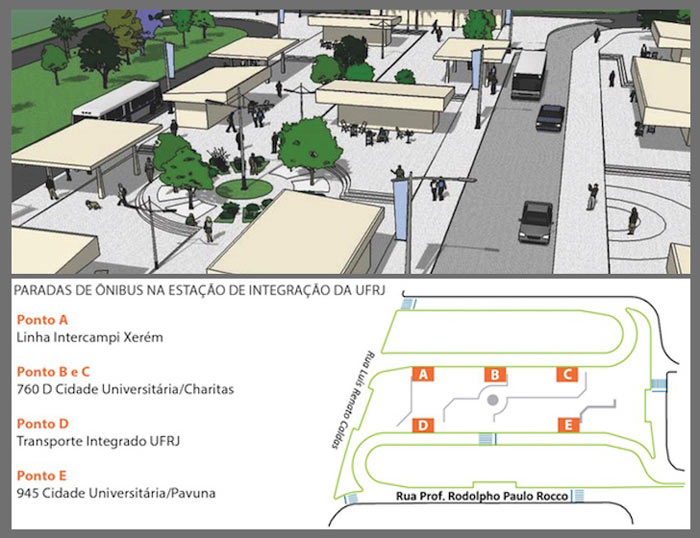 PARADAS DE ÔNIBUS NA ESTAÇÃO DE INTEGRAÇÃO DA UFRJ
Ponto A
Linha Intercampi Xerém
Ponto B e C
760 D Cidade Universitária/Charitas
Ponto D
Transporte Integrado UFRJ
Ponto E
945 Cidade Universitária/Pavuna
Rua Luis Renato Caldas
A
B
C
D
E
Rua Prof. Rodolpho Paulo Rocco